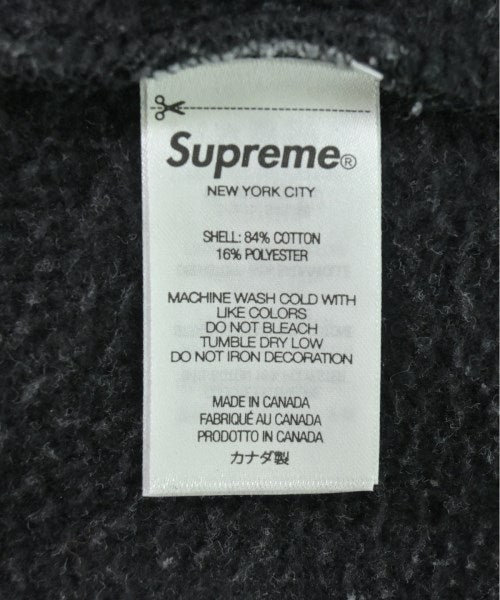 Supreme®
NEW YORK CITY
SHELL: 84% COTTON
16% POLYESTER
MACHINE WASH COLD WITH
LIKE COLORS
DO NOT BLEACH
TUMBLE DRY LOW
DO NOT IRON DECORATION
MADE IN CANADA
FABRIQUÉ AU CANADA
PRODOTTO IN CANADA
カナダ製